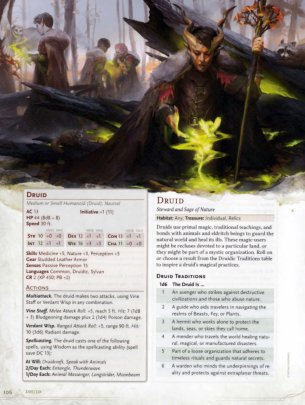 DRUID
Medium or Small Humanoid (Druid), Neutral
AC 13 Initiative +1 (11)
HP 44 (8d8 + 8)
Speed 30 ft.
MOD SAVE MOD SAVE MOD SAVE
STR 10 +0 +0 DEX 12 +1 +1 CON 13 +1 +1
INT 12 +1 +1 WIS 16 +3 +3 CHA 11 +0 +0
Skills Medicine +5, Nature +3, Perception +5
Gear Studded Leather Armor
Senses Passive Perception 15
Languages Common, Druidic, Sylvan
CR 2 (XP 450; PB +2)
ACTIONS
Multiattack. The druid makes two attacks, using Vine
Staff or Verdant Wisp in any combination.
Vine Staff. Melee Attack Roll: +5, reach 5 ft. Hit: 7 (1d8
+ 3) Bludgeoning damage plus 2 (1d4) Poison damage.
Verdant Wisp. Ranged Attack Roll: +5, range 90 ft. Hit:
10 (3d6) Radiant damage.
Spellcasting. The druid casts one of the following
spells, using Wisdom as the spellcasting ability (spell
save DC 13):
At Will: Druidcraft, Speak with Animals
2/Day Each: Entangle, Thunderwave
1/Day Each: Animal Messenger, Longstrider, Moonbeam
DRUID
Steward and Sage of Nature
Habitat: Any; Treasure: Individual, Relics
Druids use primal magic, traditional teachings, and
bonds with animals and eldritch beings to guard the
natural world and heal its ills. These magic users
might be recluses devoted to a particular land, or
they might be part of a mystic organization. Roll on
or choose a result from the Druidic Traditions table
to inspire a druid's magical practices.
DRUID TRADITIONS
1d6 The Druid Is ...
1 An avenger who strikes against destructive
civilizations and those who abuse nature.
2 A guide who aids travelers in navigating the
realms of Beasts, Fey, or Plants.
3 A hermit who works alone to protect the
lands, seas, or skies they call home.
4 A mender who travels the world healing natu-
ral, magical, or manufactured disasters.
5 Part of a loose organization that adheres to
timeless rituals and guards natural secrets.
6 A warden who minds the underpinnings of re-
ality and protects against extraplanar threats.
106 DRUID